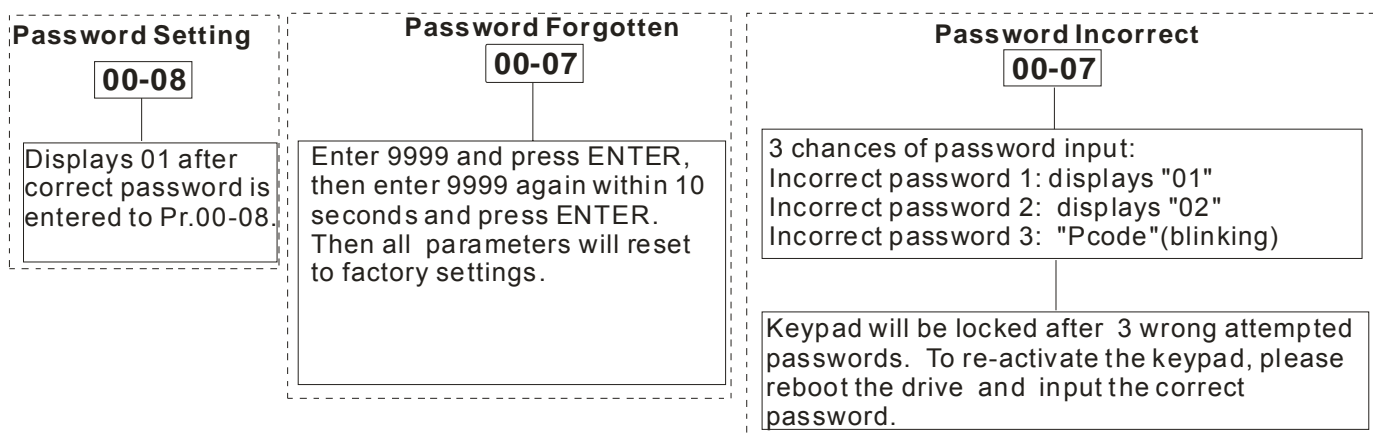 Password Setting
00-08
Displays 01 after
correct password is
entered to Pr.00-08.
Password Forgotten
00-07
Enter 9999 and press ENTER,
then enter 9999 again within 10
seconds and press ENTER.
Then all parameters will reset
to factory settings.
Password Incorrect
00-07
3 chances of password input:
Incorrect password 1: displays "01"
Incorrect password 2: displays "02"
Incorrect password 3: "Pcode"(blinking)
Keypad will be locked after 3 wrong attempted
passwords. To re-activate the keypad, please
reboot the drive and input the correct
password.